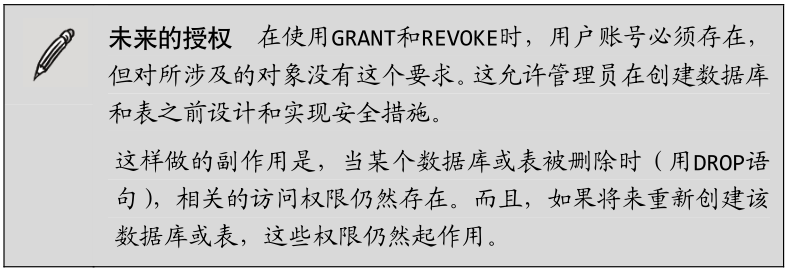 未来的授权 在使用GRANT和REVOKE时，用户账号必须存在，
但对所涉及的对象没有这个要求。这允许管理员在创建数据库
和表之前设计和实现安全措施。
这样做的副作用是，当某个数据库或表被删除时（用DROP语
句），相关的访问权限仍然存在。而且，如果将来重新创建该
数据库或表，这些权限仍然起作用。